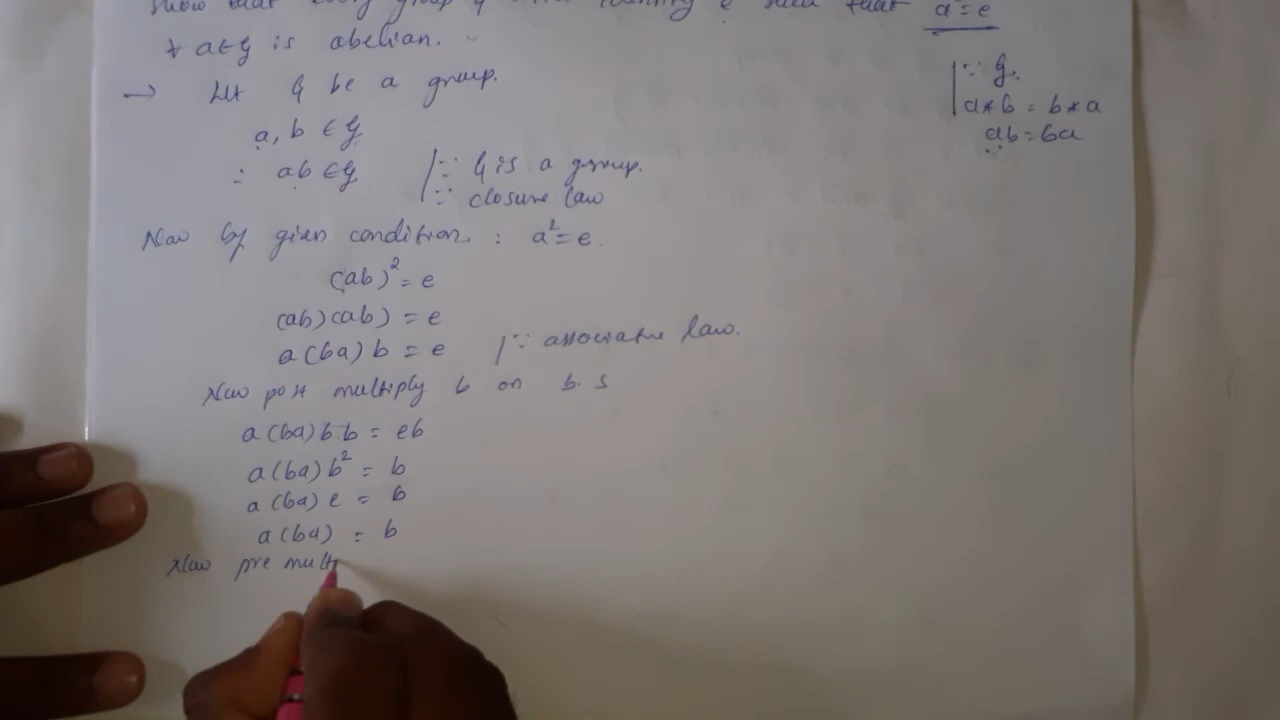 show that every group G with identity e such that a²=e
∀ a∈G is abelian.
→ Let G be a group.
a, b ∈ G
∴ ab ∈ G |∵ G is a group.
∵ closure law
|∵ G.
a*b = b*a
ab=ba
Now by given condition : a²=e.
(ab)² = e
(ab)(ab) = e
a(ba)b = e |∵ associative law.
Now post multiply b on b.s
a(ba)b.b = eb
a(ba)b² = b
a(ba)e = b
a(ba) = b
Now pre mult